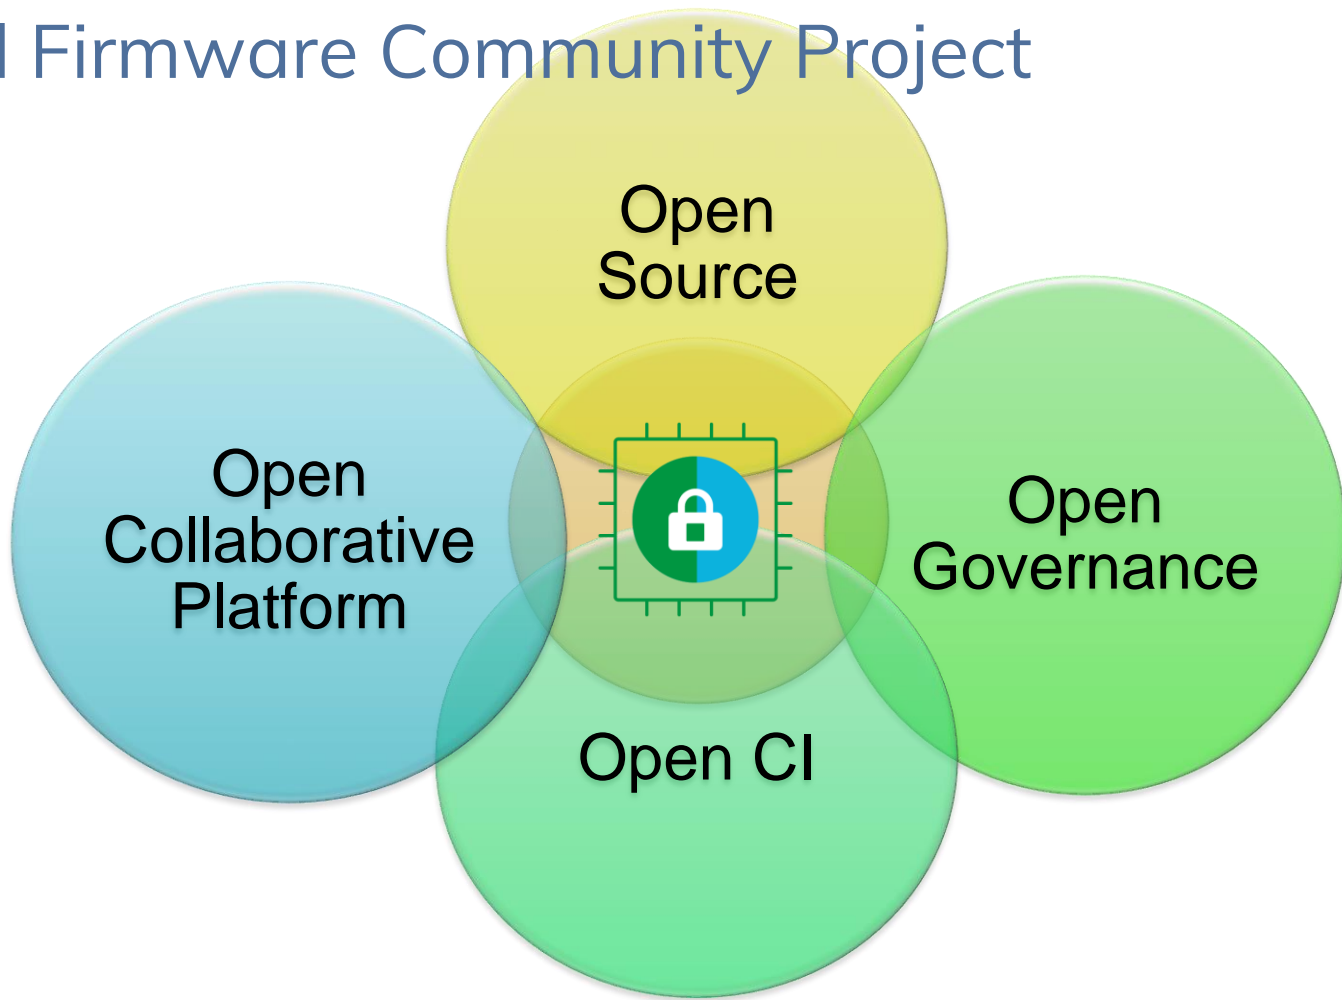 Firmware Community Project
Open
Source
Open
Collaborative
Platform
Open
Governance
Open CI